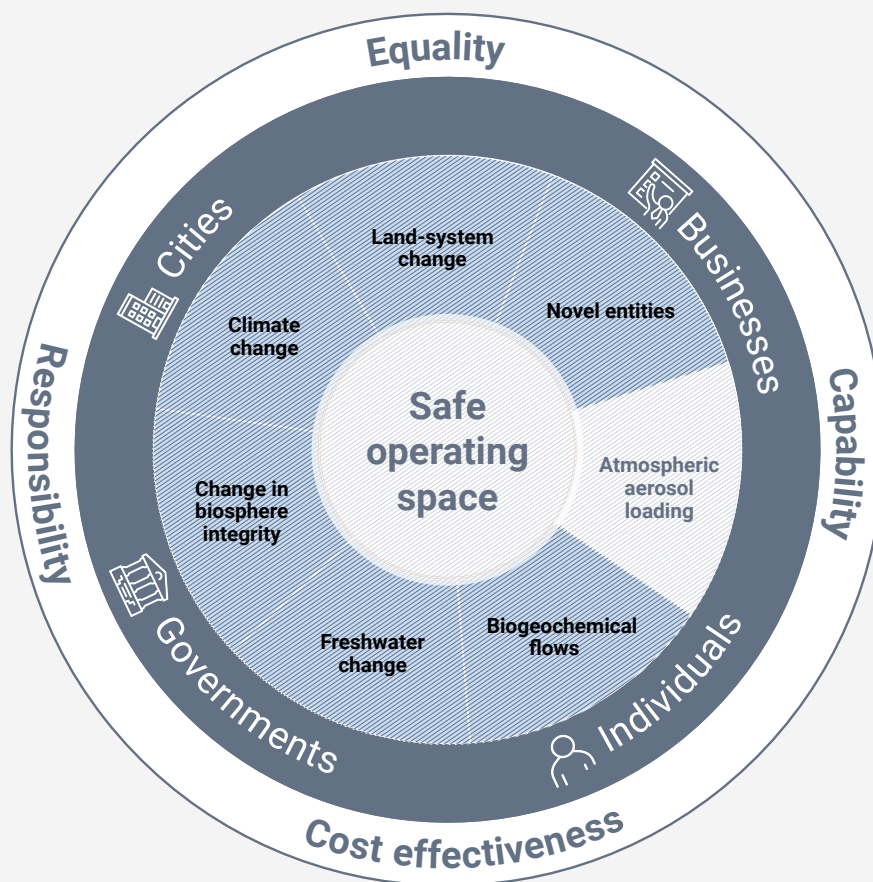 Equality
Cities
Businesses
Land-system
change
Novel entities
Climate
change
Responsibility
Capability
Safe
operating
space
Atmospheric
aerosol
loading
Change in
biosphere
integrity
Biogeochemical
flows
Freshwater
change
Governments
Individuals
Cost effectiveness